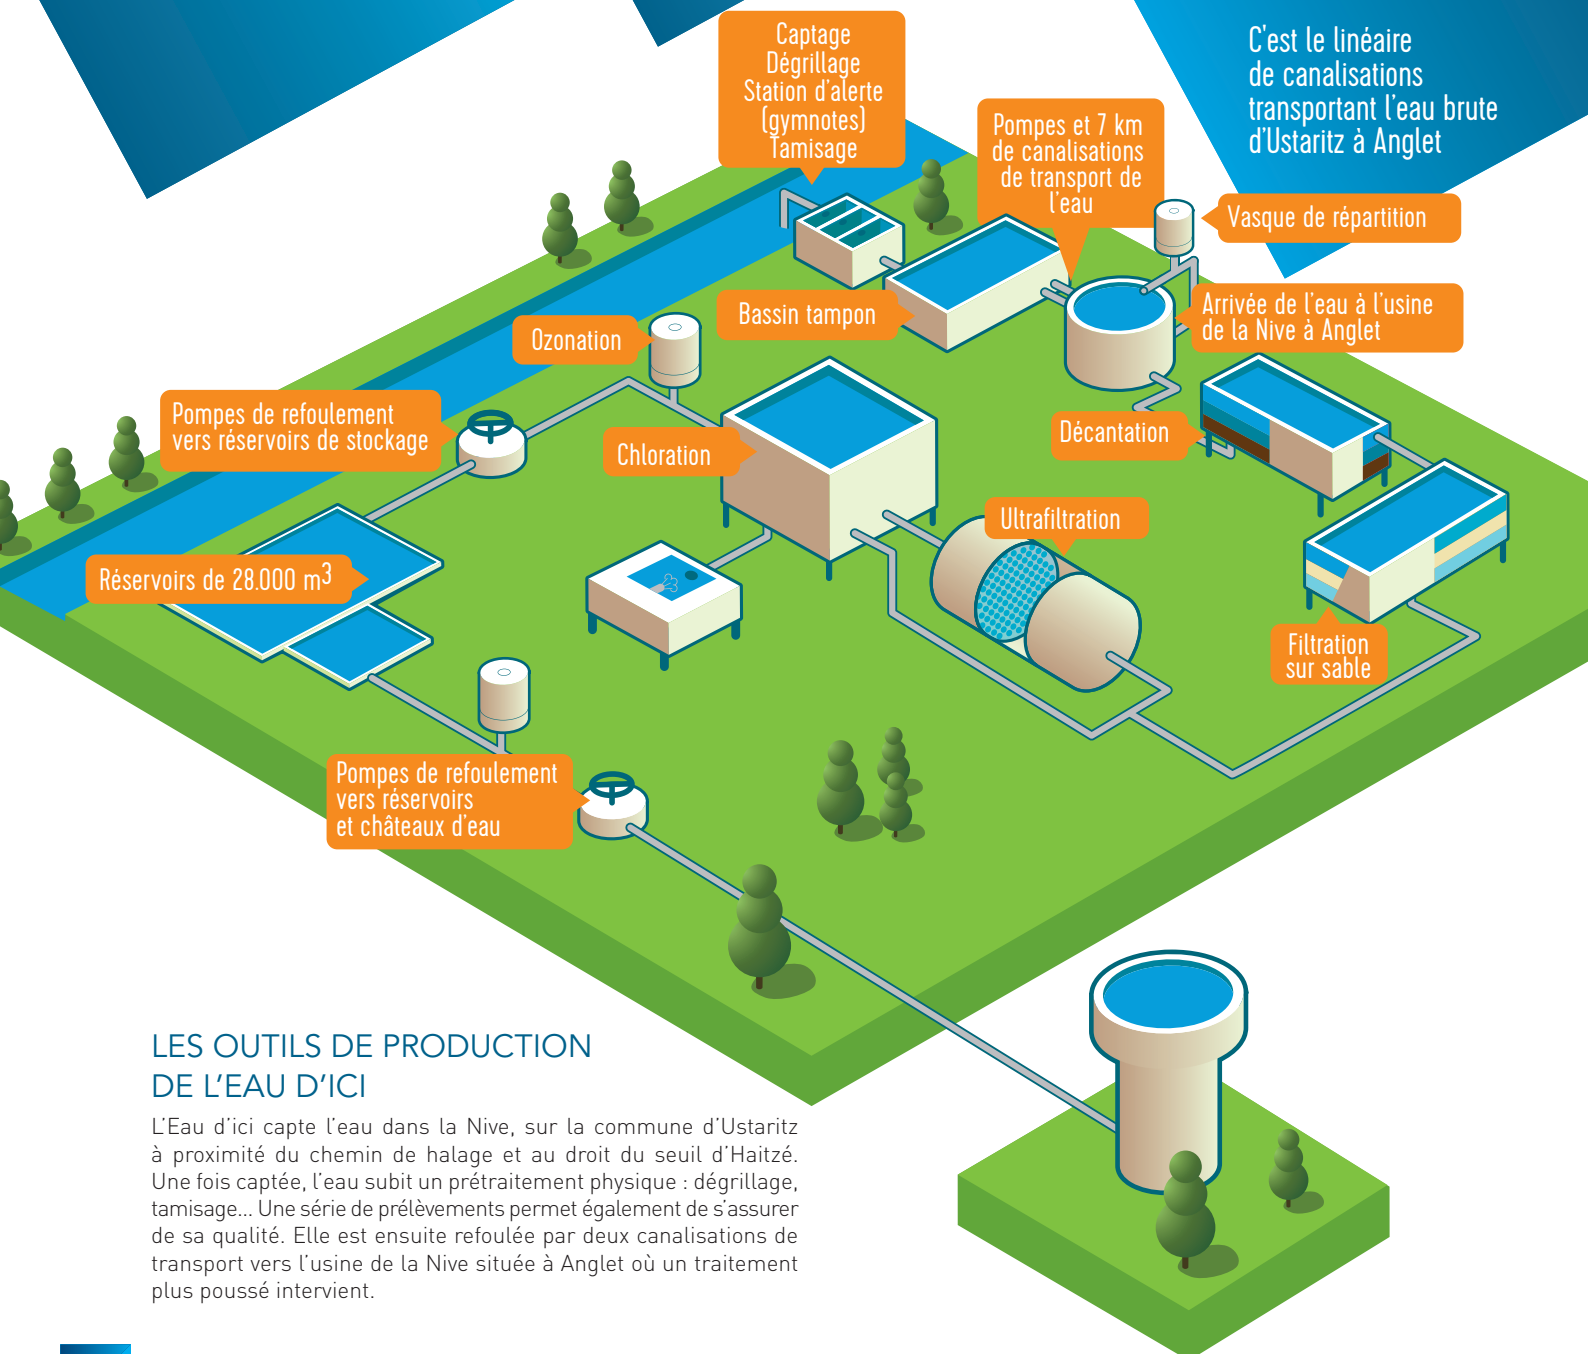 C'est le linéaire
de canalisations
transportant l'eau brute
d'Ustaritz à Anglet
Captage
Dégrillage
Station d'alerte
(gymnotes)
Tamisage
Pompes et 7 km
de canalisations
de transport de
l'eau
Vasque de répartition
Arrivée de l'eau à l'usine
de la Nive à Anglet
Bassin tampon
Ozonation
Pompes de refoulement
vers réservoirs de stockage
Chloration
Décantation
Ultrafiltration
Réservoirs de 28.000 m3
Filtration
sur sable
Pompes de refoulement
vers réservoirs
et châteaux d'eau
LES OUTILS DE PRODUCTION
DE L'EAU D'ICI
L'Eau d'ici capte l'eau dans la Nive, sur la commune d'Ustaritz
à proximité du chemin de halage et au droit du seuil d'Haitzé.
Une fois captée, l'eau subit un prétraitement physique : dégrillage,
tamisage... Une série de prélèvements permet également de s'assurer
de sa qualité. Elle est ensuite refoulée par deux canalisations de
transport vers l'usine de la Nive située à Anglet où un traitement
plus poussé intervient.